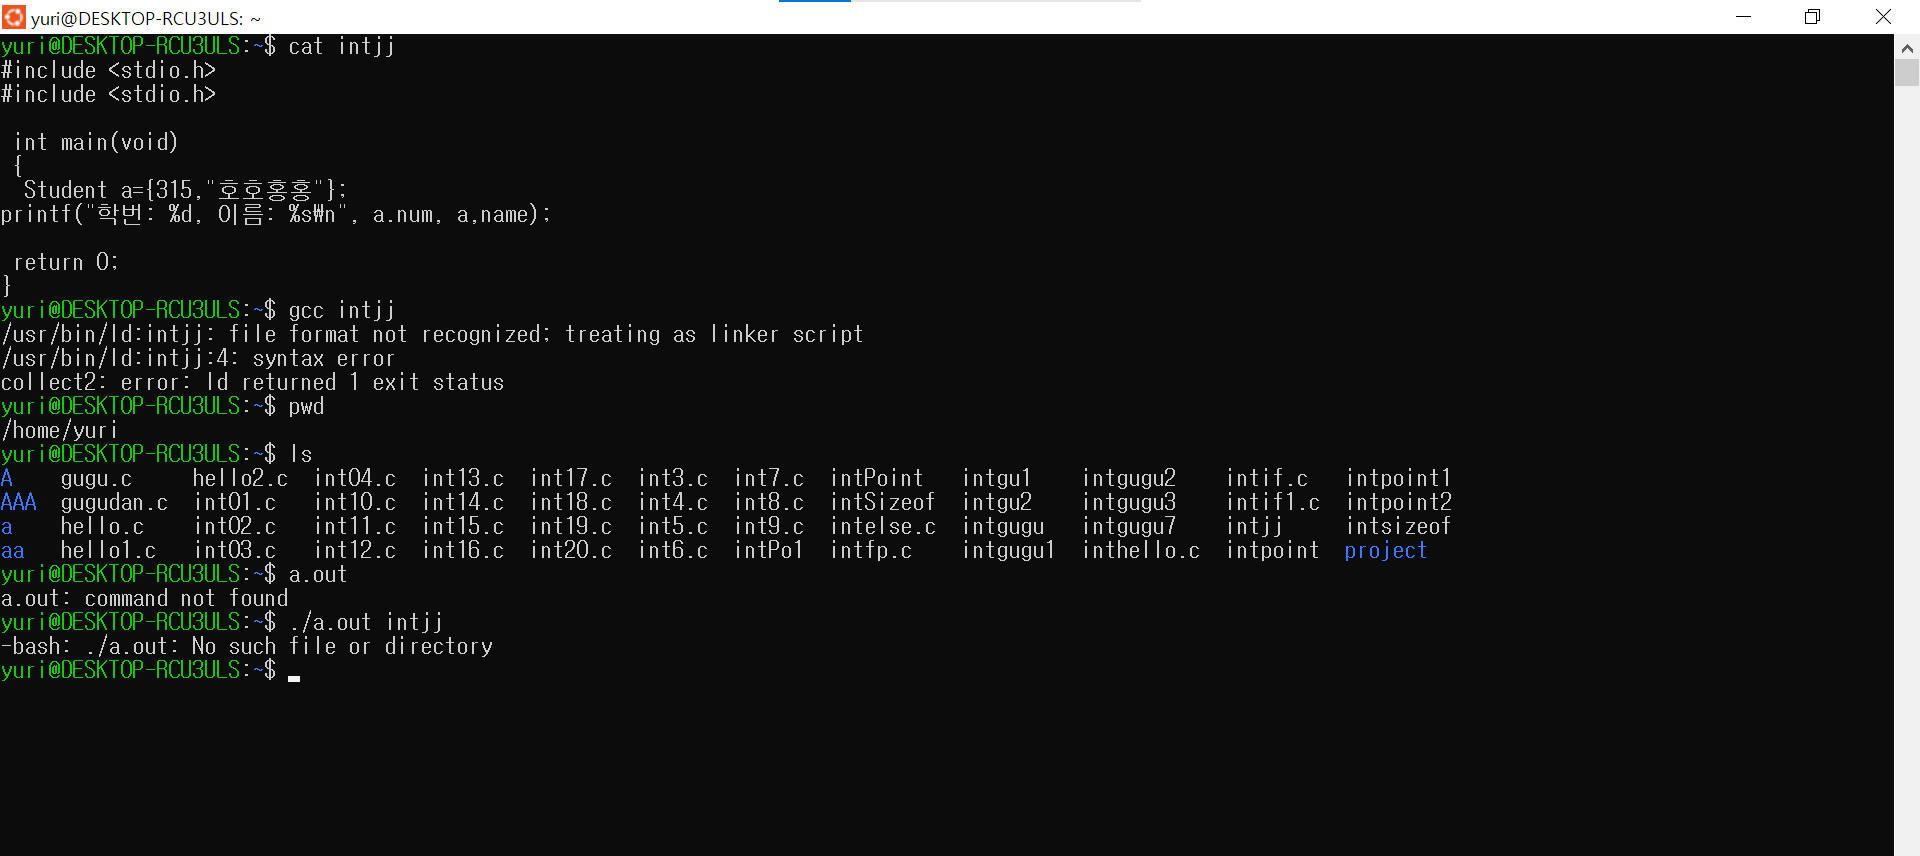 yuri@DESKTOP-RCU3ULS: ~
yuri@DESKTOP-RCU3ULS:~$ cat intjj
#include <stdio.h>
#include <stdio.h>
int main(void)
{
Student a={315,"호호홍홍"};
printf("학번: %d, 이름: %s₩n", a.num, a,name);
return 0;
}
yuri@DESKTOP-RCU3ULS:~$ gcc intjj
/usr/bin/ld:intjj: file format not recognized; treating as linker script
/usr/bin/ld:intjj:4: syntax error
collect2: error: ld returned 1 exit status
yuri@DESKTOP-RCU3ULS:~$ pwd
/home/yuri
yuri@DESKTOP-RCU3ULS:~$ ls
A gugu.c hello2.c int04.c int13.c int17.c int3.c int7.c intPoint intgu1 intgugu2 intif.c intpoint1
AAA gugudan.c int01.c int10.c int14.c int18.c int4.c int8.c intSizeof intgu2 intgugu3 intif1.c intpoint2
a hello.c int02.c int11.c int15.c int19.c int5.c int9.c intelse.c intgugu intgugu7 intjj intsizeof
aa hello1.c int03.c int12.c int16.c int20.c int6.c intPo1 intfp.c intgugu1 inthello.c intpoint project
yuri@DESKTOP-RCU3ULS:~$ a.out
a.out: command not found
yuri@DESKTOP-RCU3ULS:~$ ./a.out intjj
-bash: ./a.out: No such file or directory
yuri@DESKTOP-RCU3ULS:~$